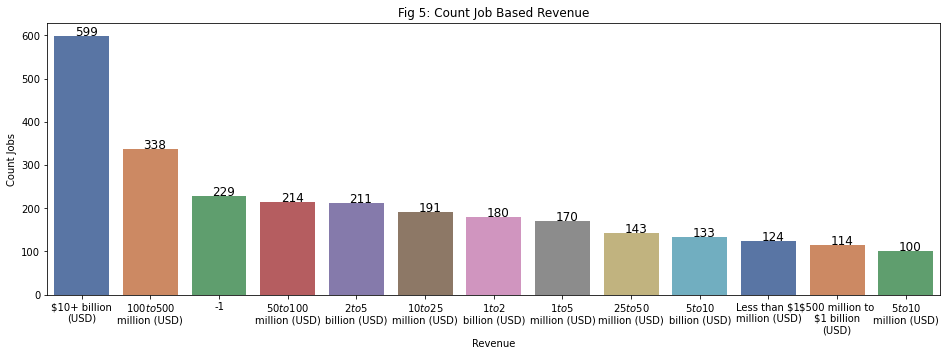 Fig 5: Count Job Based Revenue
600
500
400
300
200
100
0
Count Jobs
599
338
229
214
211
191
180
170
143
133
124
114
100
$10+ billion
(USD)
100to500
million (USD)
-1
50to100
million (USD)
2to5
billion (USD)
10to25
million (USD)
1to2
billion (USD)
1to5
million (USD)
25to50
million (USD)
5to10
billion (USD)
Less than $1
million (USD)
$500 million to
$1 billion
(USD)
5to10
million (USD)
Revenue